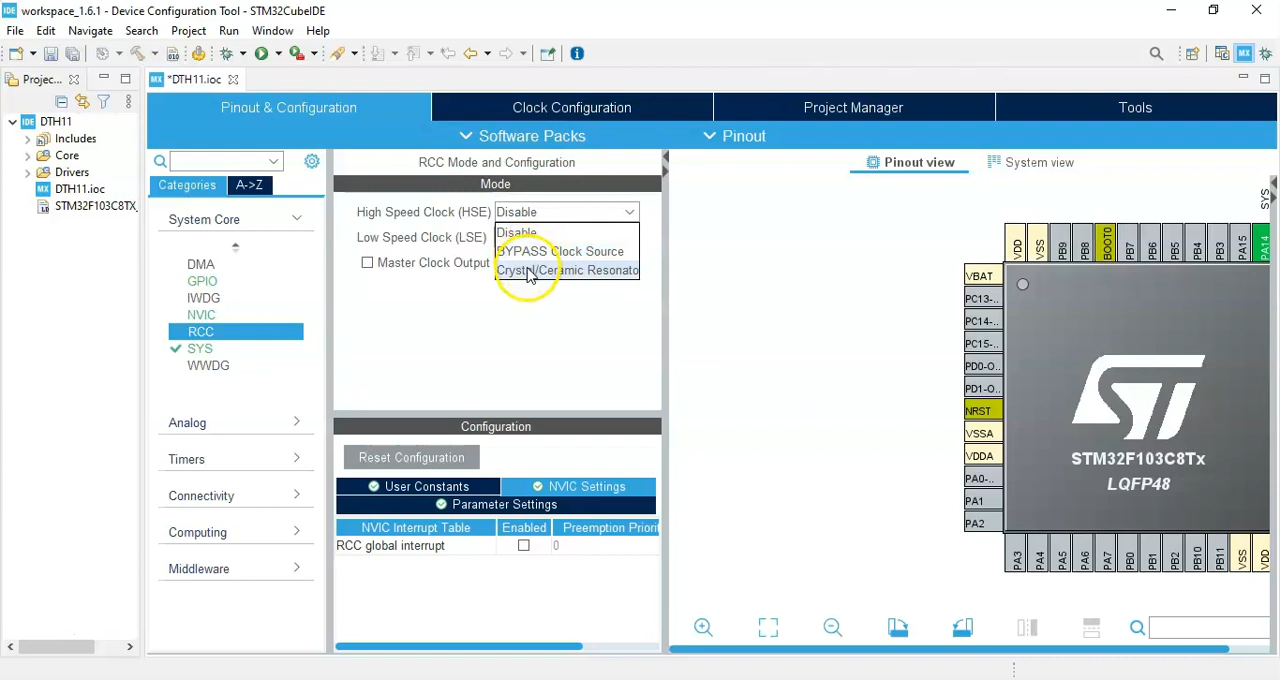 workspace_1.6.1 - Device Configuration Tool - STM32CubeIDE
File Edit Navigate Search Project Run Window Help
Projec...
*DTH11.ioc
DTH11
Includes
Core
Drivers
DTH11.ioc
STM32F103C8TX_
Pinout & Configuration
Clock Configuration
Project Manager
Tools
Software Packs
Pinout
Categories
A->Z
System Core
DMA
GPIO
IWDG
NVIC
RCC
SYS
WWDG
Analog
Timers
Connectivity
Computing
Middleware
RCC Mode and Configuration
Mode
High Speed Clock (HSE) Disable
Disable
BYPASS Clock Source
Crystal/Ceramic Resonato
Low Speed Clock (LSE)
Master Clock Output
Configuration
Reset Configuration
User Constants
NVIC Settings
Parameter Settings
NVIC Interrupt Table Enabled Preemption Priorit
RCC global interrupt 0
Pinout view
System view
SYS
VDD VSS PB9 PB8 BOOT0 PB7 PB6 PB5 PB4 PB3 PA15 PA14
VBAT
PC13-..
PC14-..
PC15-..
PD0-O..
PD1-O..
NRST
VSSA
VDDA
PA0-..
PA1
PA2
ST
STM32F103C8Tx
LQFP48
PA3 PA4 PA5 PA6 PA7 PB0 PB1 PB2 PB10 PB11 VSS VDD